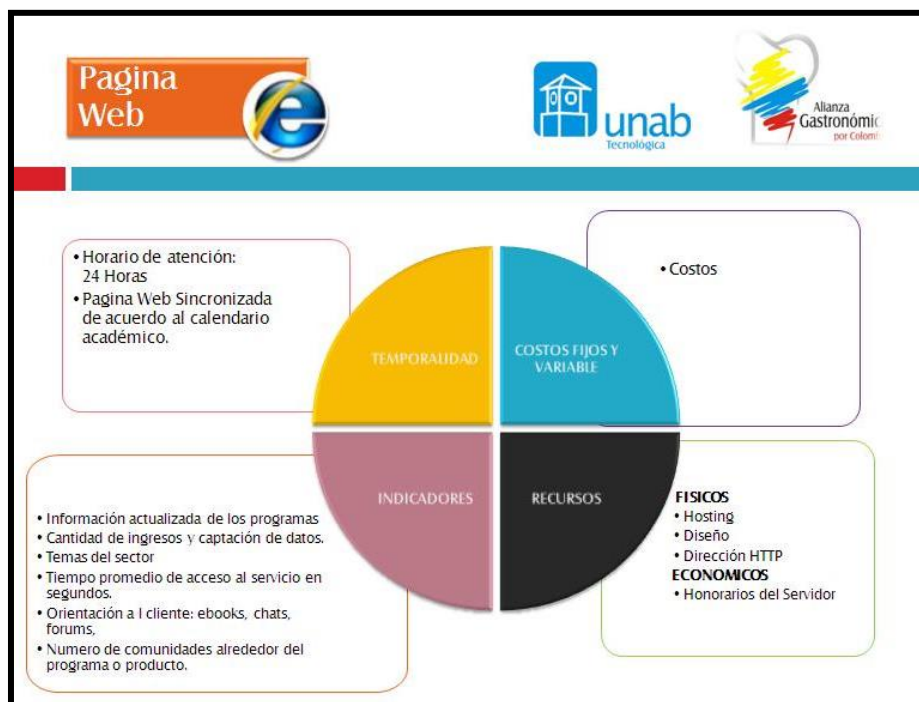 Pagina
Web
unab
Tecnológica
Alianza
Gastronómic
por Colomb
• Horario de atención:
24 Horas
• Pagina Web Sincronizada
de acuerdo al calendario
académico.
• Costos
TEMPORALIDAD
COSTOS FIJOS Y
VARIABLE
INDICADORES
RECURSOS
• Información actualizada de los programas
• Cantidad de ingresos y captación de datos.
• Temas del sector
• Tiempo promedio de acceso al servicio en
segundos.
• Orientación a l cliente: ebooks, chats,
forums,
• Numero de comunidades alrededor del
programa o producto.
FISICOS
• Hosting
• Diseño
• Dirección HTTP
ECONOMICOS
• Honorarios del Servidor